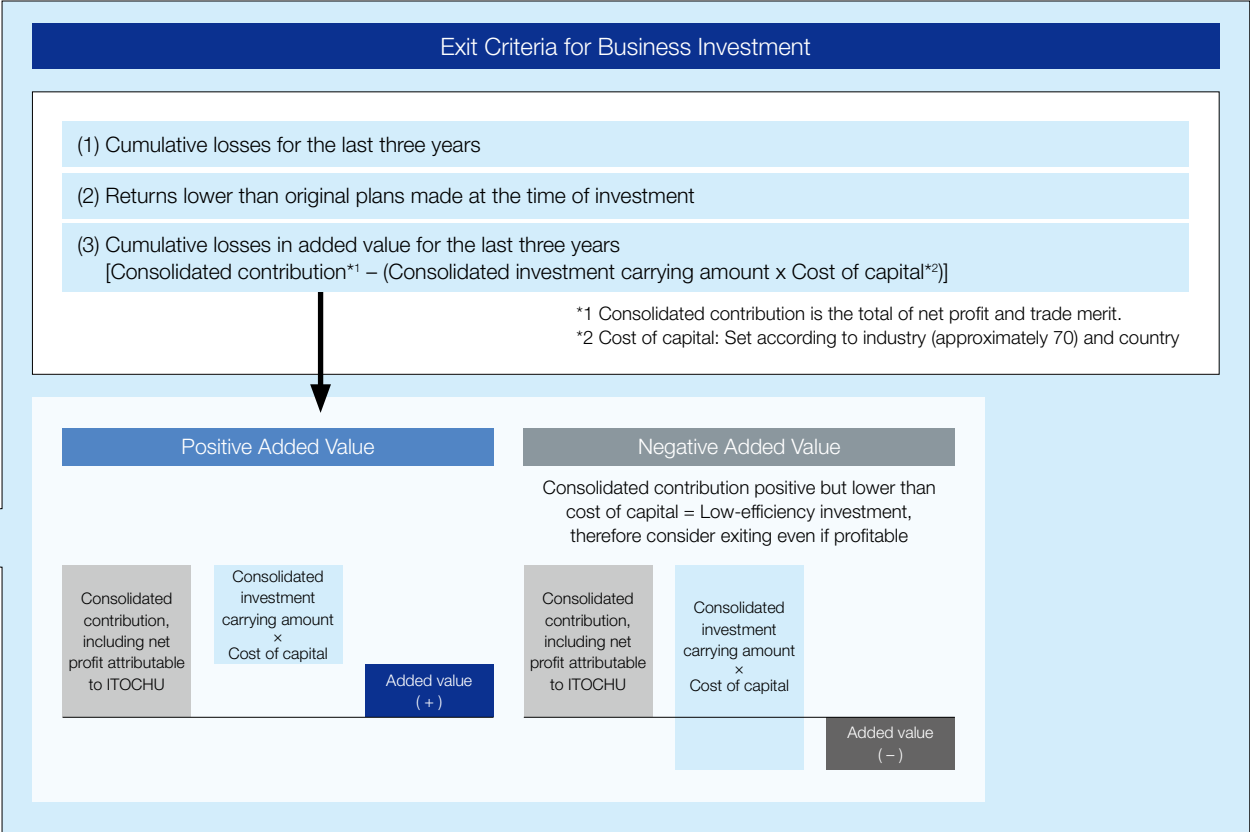 Exit Criteria for Business Investment
(1) Cumulative losses for the last three years
(2) Returns lower than original plans made at the time of investment
(3) Cumulative losses in added value for the last three years
[Consolidated contribution*1 – (Consolidated investment carrying amount x Cost of capital*2)]
*1 Consolidated contribution is the total of net profit and trade merit.
*2 Cost of capital: Set according to industry (approximately 70) and country
Positive Added Value
Consolidated
contribution,
including net
profit attributable
to ITOCHU
Consolidated
investment
carrying amount
×
Cost of capital
Added value
( + )
Negative Added Value
Consolidated contribution positive but lower than
cost of capital = Low-efficiency investment,
therefore consider exiting even if profitable
Consolidated
contribution,
including net
profit attributable
to ITOCHU
Consolidated
investment
carrying amount
×
Cost of capital
Added value
( – )